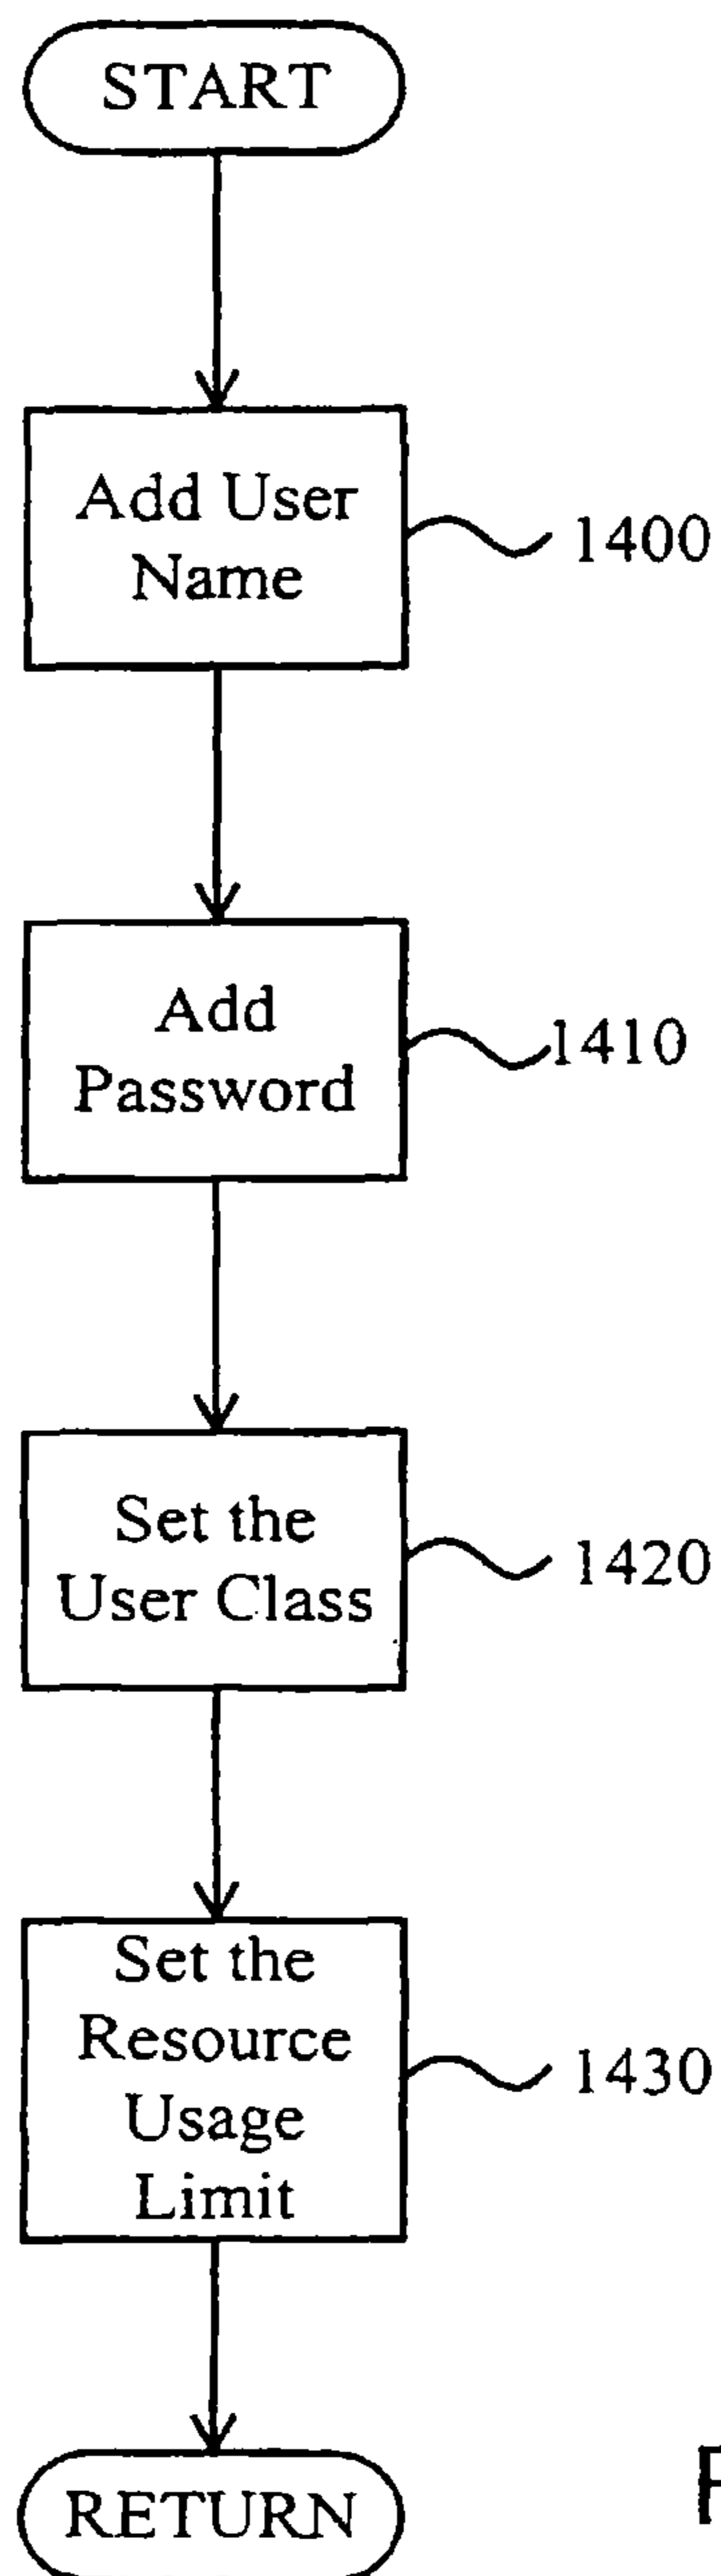 START
Add User
Name
1400
Add
Password
1410
Set the
User Class
1420
Set the
Resource
Usage
Limit
1430
RETURN